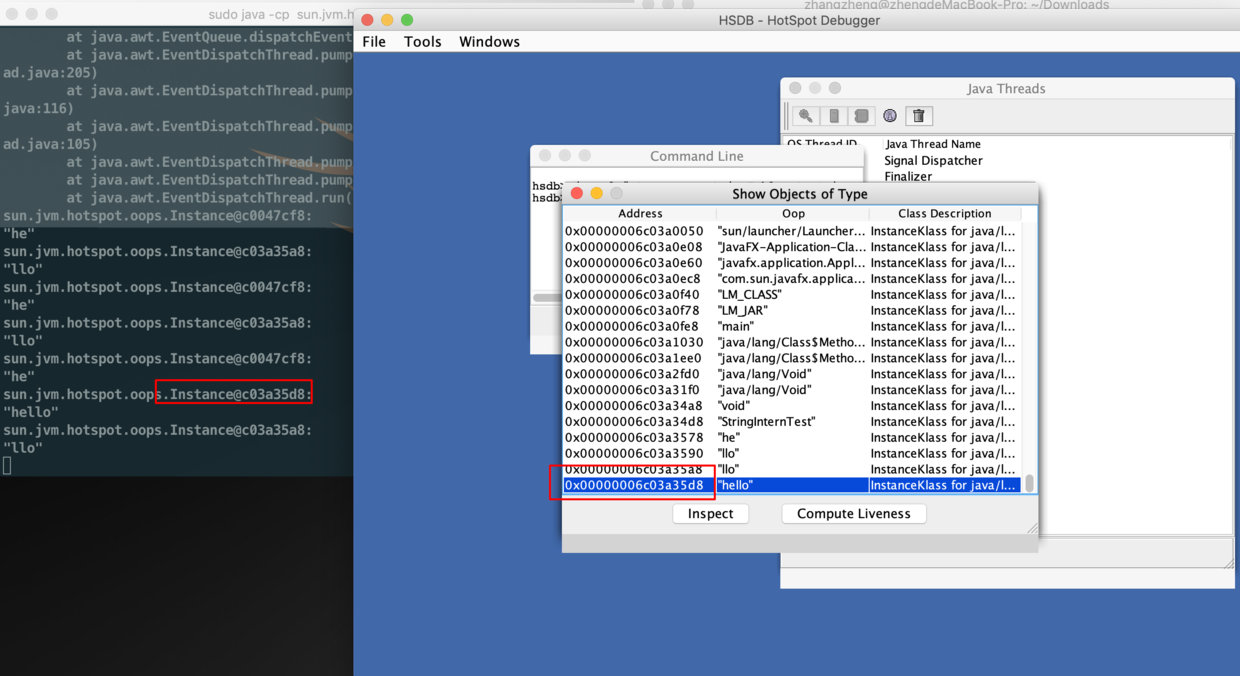 sudo java -cp  sun.jvm.h
zhangzheng@zhengdeMacBook-Pro: ~/Downloads
HSDB - HotSpot Debugger
File Tools Windows
at java.awt.EventQueue.dispatchEvent
at java.awt.EventDispatchThread.pump
ad.java:205)
at java.awt.EventDispatchThread.pump
java:116)
at java.awt.EventDispatchThread.pump
ad.java:105)
at java.awt.EventDispatchThread.pump
at java.awt.EventDispatchThread.pump
at java.awt.EventDispatchThread.run(
sun.jvm.hotspot.oops.Instance@c0047cf8:
"he"
sun.jvm.hotspot.oops.Instance@c03a35a8:
"llo"
sun.jvm.hotspot.oops.Instance@c0047cf8:
"he"
sun.jvm.hotspot.oops.Instance@c03a35a8:
"llo"
sun.jvm.hotspot.oops.Instance@c0047cf8:
"he"
sun.jvm.hotspot.oops.Instance@c03a35d8:
"hello"
sun.jvm.hotspot.oops.Instance@c03a35a8:
"llo"
Java Threads
OS Thread ID Java Thread Name
Signal Dispatcher
Finalizer
Command Line
hsdb
hsdb
Show Objects of Type
Address Oop Class Description
0x00000006c03a0050 "sun/launcher/Launcher... InstanceKlass for java/l...
0x00000006c03a0e08 "JavaFX-Application-Cla... InstanceKlass for java/l...
0x00000006c03a0e60 "javafx.application.Appl... InstanceKlass for java/l...
0x00000006c03a0ec8 "com.sun.javafx.applica... InstanceKlass for java/l...
0x00000006c03a0f40 "LM_CLASS" InstanceKlass for java/l...
0x00000006c03a0f78 "LM_JAR" InstanceKlass for java/l...
0x00000006c03a0fe8 "main" InstanceKlass for java/l...
0x00000006c03a1030 "java/lang/Class$Metho... InstanceKlass for java/l...
0x00000006c03a1ee0 "java/lang/Class$Metho... InstanceKlass for java/l...
0x00000006c03a2fd0 "java/lang/Void" InstanceKlass for java/l...
0x00000006c03a31f0 "java/lang/Void" InstanceKlass for java/l...
0x00000006c03a34a8 "void" InstanceKlass for java/l...
0x00000006c03a34d8 "StringInternTest" InstanceKlass for java/l...
0x00000006c03a3578 "he" InstanceKlass for java/l...
0x00000006c03a3590 "llo" InstanceKlass for java/l...
0x00000006c03a35a8 "llo" InstanceKlass for java/l...
0x00000006c03a35d8 "hello" InstanceKlass for java/l...
Inspect Compute Liveness